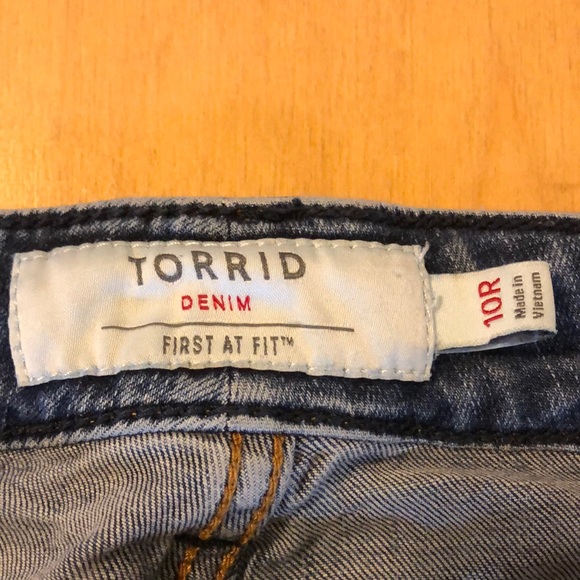 TORRID
DENIM
FIRST AT FIT™
10R
Made in
Vietnam